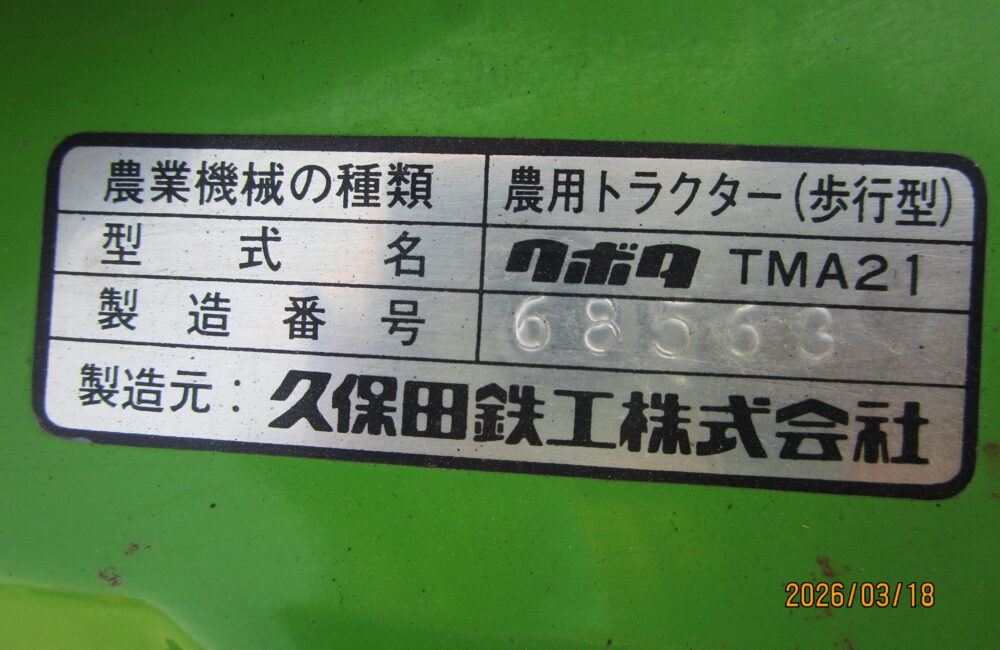 農業機械の種類 農用トラクター(歩行型)
型式名 クボタ TMA21
製造番号 68563
製造元：久保田鉄工株式会社
2026/03/18